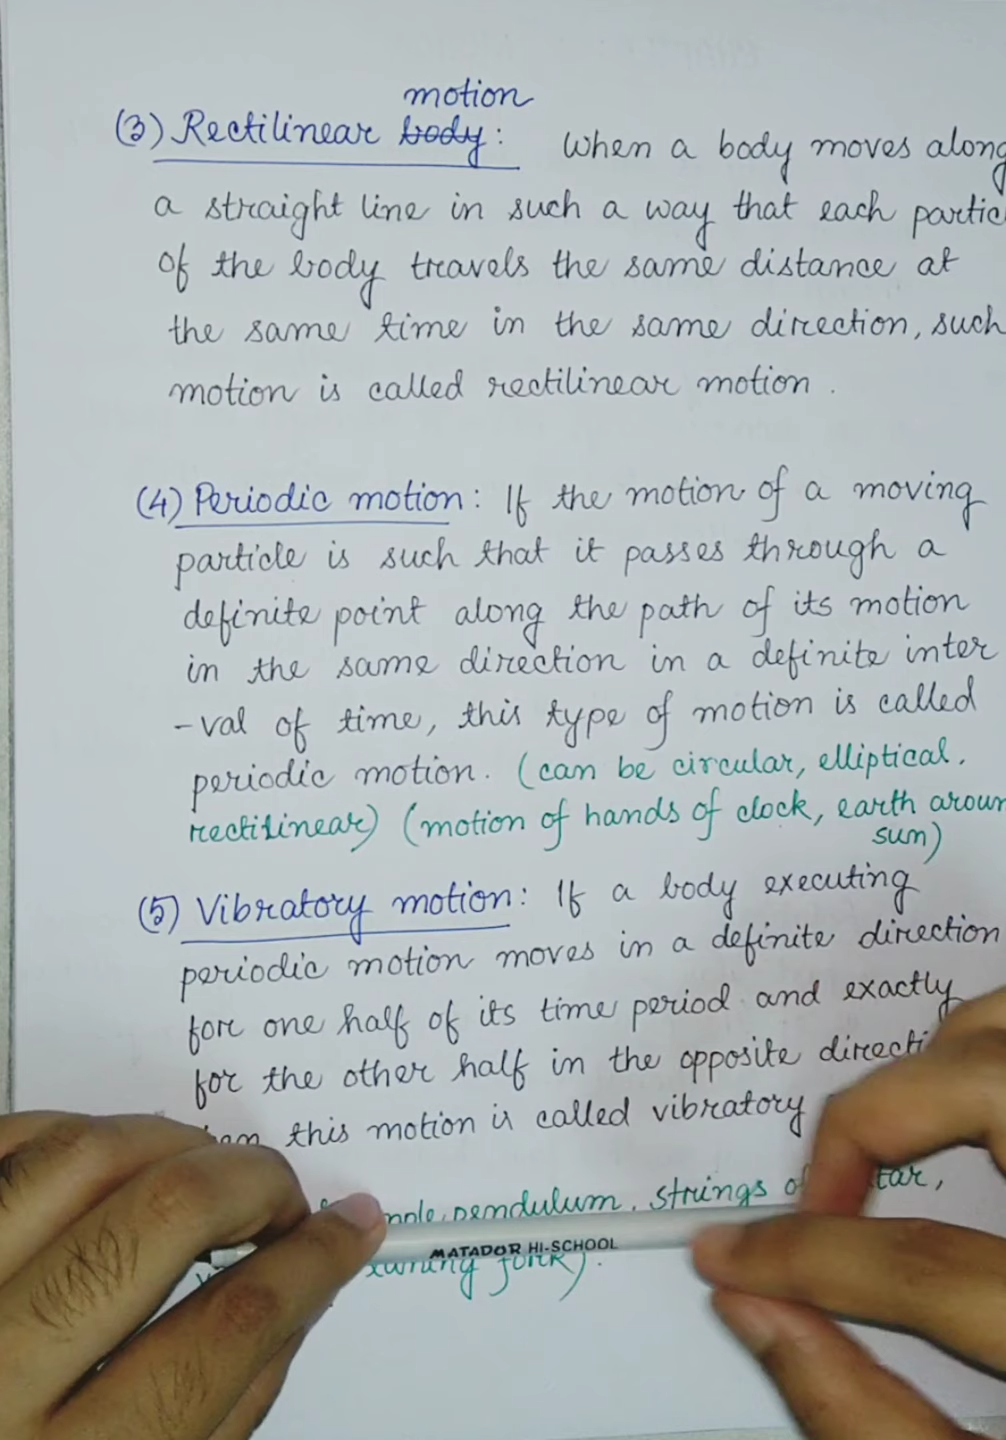 motion
(3) Rectilinear body: When a body moves along
a straight line in such a way that each partic
of the body travels the same distance at
the same time in the same direction, such
motion is called rectilinear motion.
(4) Periodic motion: If the motion of a moving
particle is such that it passes through a
definite point along the path of its motion
in the same direction in a definite inter
-val of time, this type of motion is called
periodic motion. (can be circular, elliptical,
rectilinear) (motion of hands of clock, earth aroun
sun)
(5) Vibratory motion: If a body executing
periodic motion moves in a definite direction
for one half of its time period and exactly
for the other half in the opposite directi
this motion is called vibratory
pendulum, strings of
tuning fork).
MATADOR HI-SCHOOL